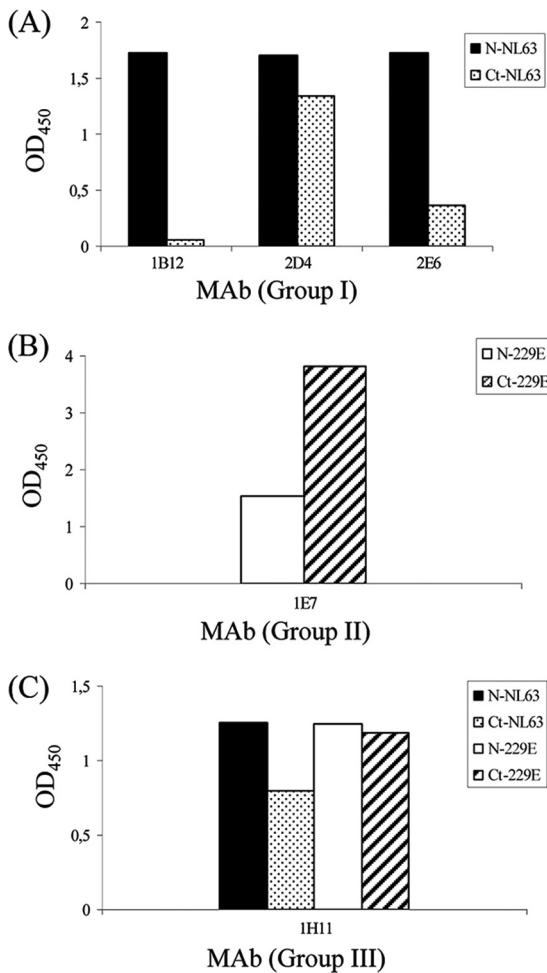 (A)
2
1,5
1
0,5
0
OD450
N-NL63
Ct-NL63
1B12 2D4 2E6
MAb (Group I)
(B)
4
3
2
1
0
OD450
N-229E
Ct-229E
1E7
MAb (Group II)
(C)
1,5
1
0,5
0
OD450
N-NL63
Ct-NL63
N-229E
Ct-229E
1H11
MAb (Group III)